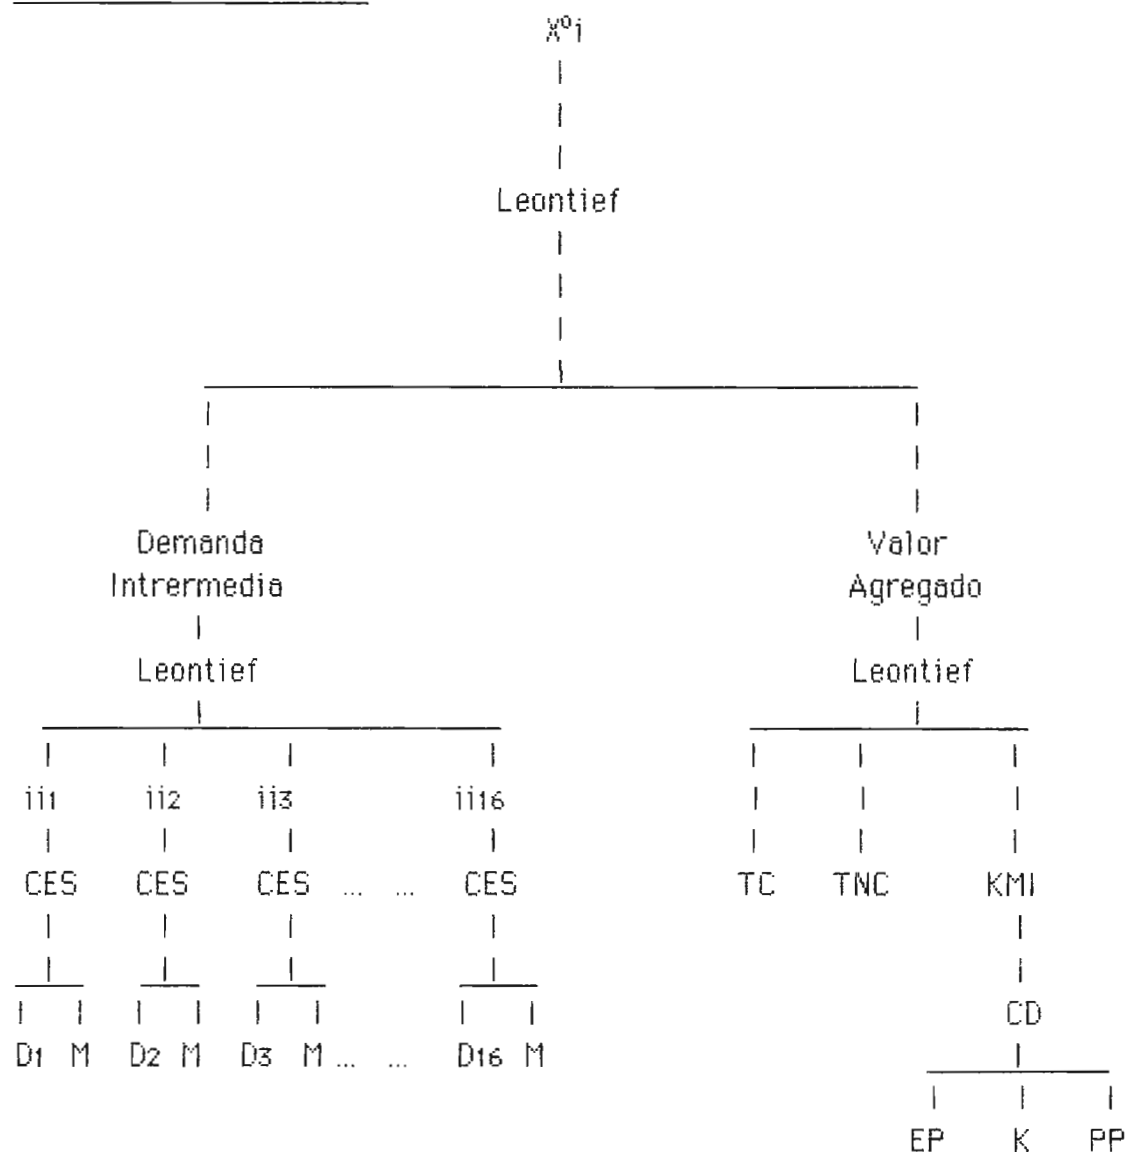 Xºi
Leontief
Demanda Valor
Intrermedia Agregado
Leontief Leontief
ii1 ii2 ii3 ii16
CES CES CES ... ... CES TC TNC KMI
CD
D1 M D2 M D3 M ... ... D16 M
EP K PP